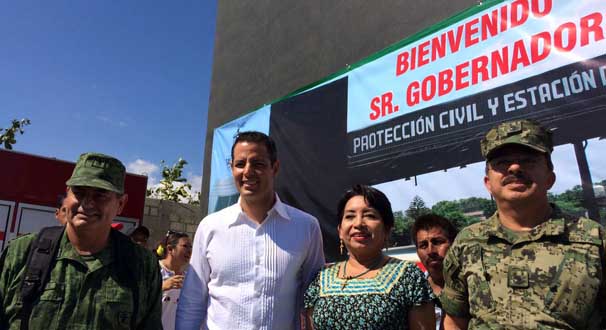 BIENVENIDO
SR. GOBERNADOR
PROTECCIÓN CIVIL Y ESTACIÓN